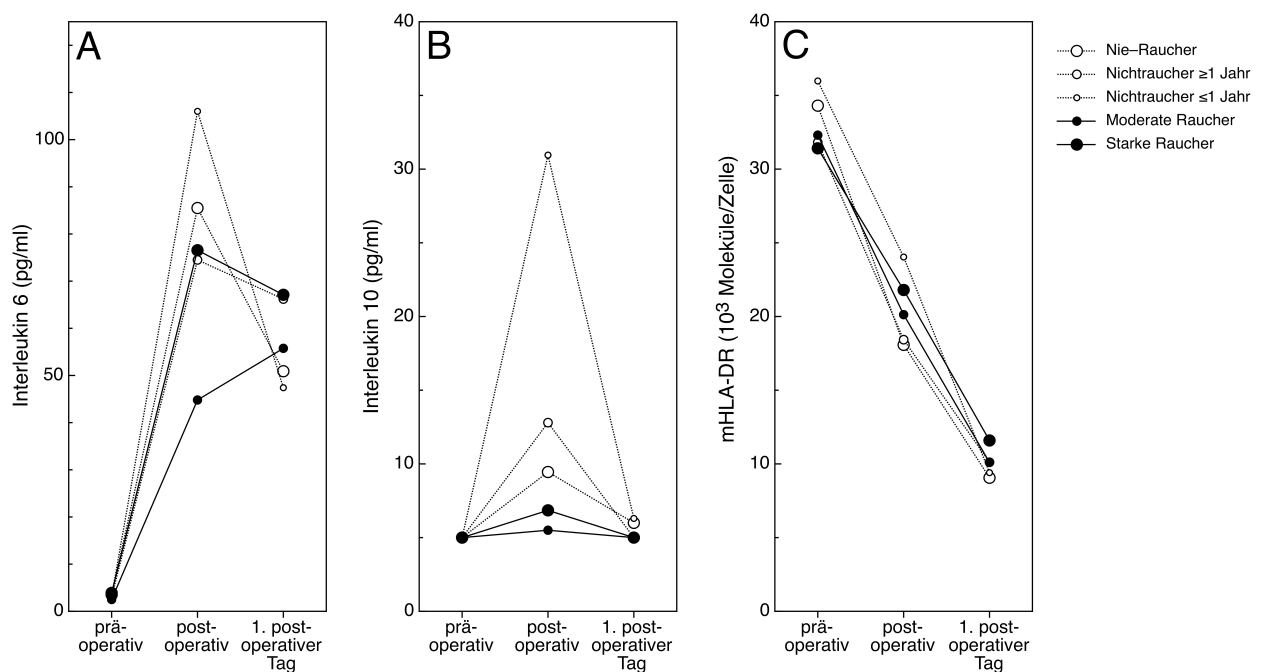 A
Interleukin 6 (pg/ml)
100
50
0
prä-
operativ
post-
operativ
1. post-
operativer
Tag
B
Interleukin 10 (pg/ml)
40
30
20
10
0
prä-
operativ
post-
operativ
1. post-
operativer
Tag
C
mHLA-DR (10³ Moleküle/Zelle)
40
30
20
10
0
prä-
operativ
post-
operativ
1. post-
operativer
Tag
Nie–Raucher
Nichtraucher ≥1 Jahr
Nichtraucher ≤1 Jahr
Moderate Raucher
Starke Raucher